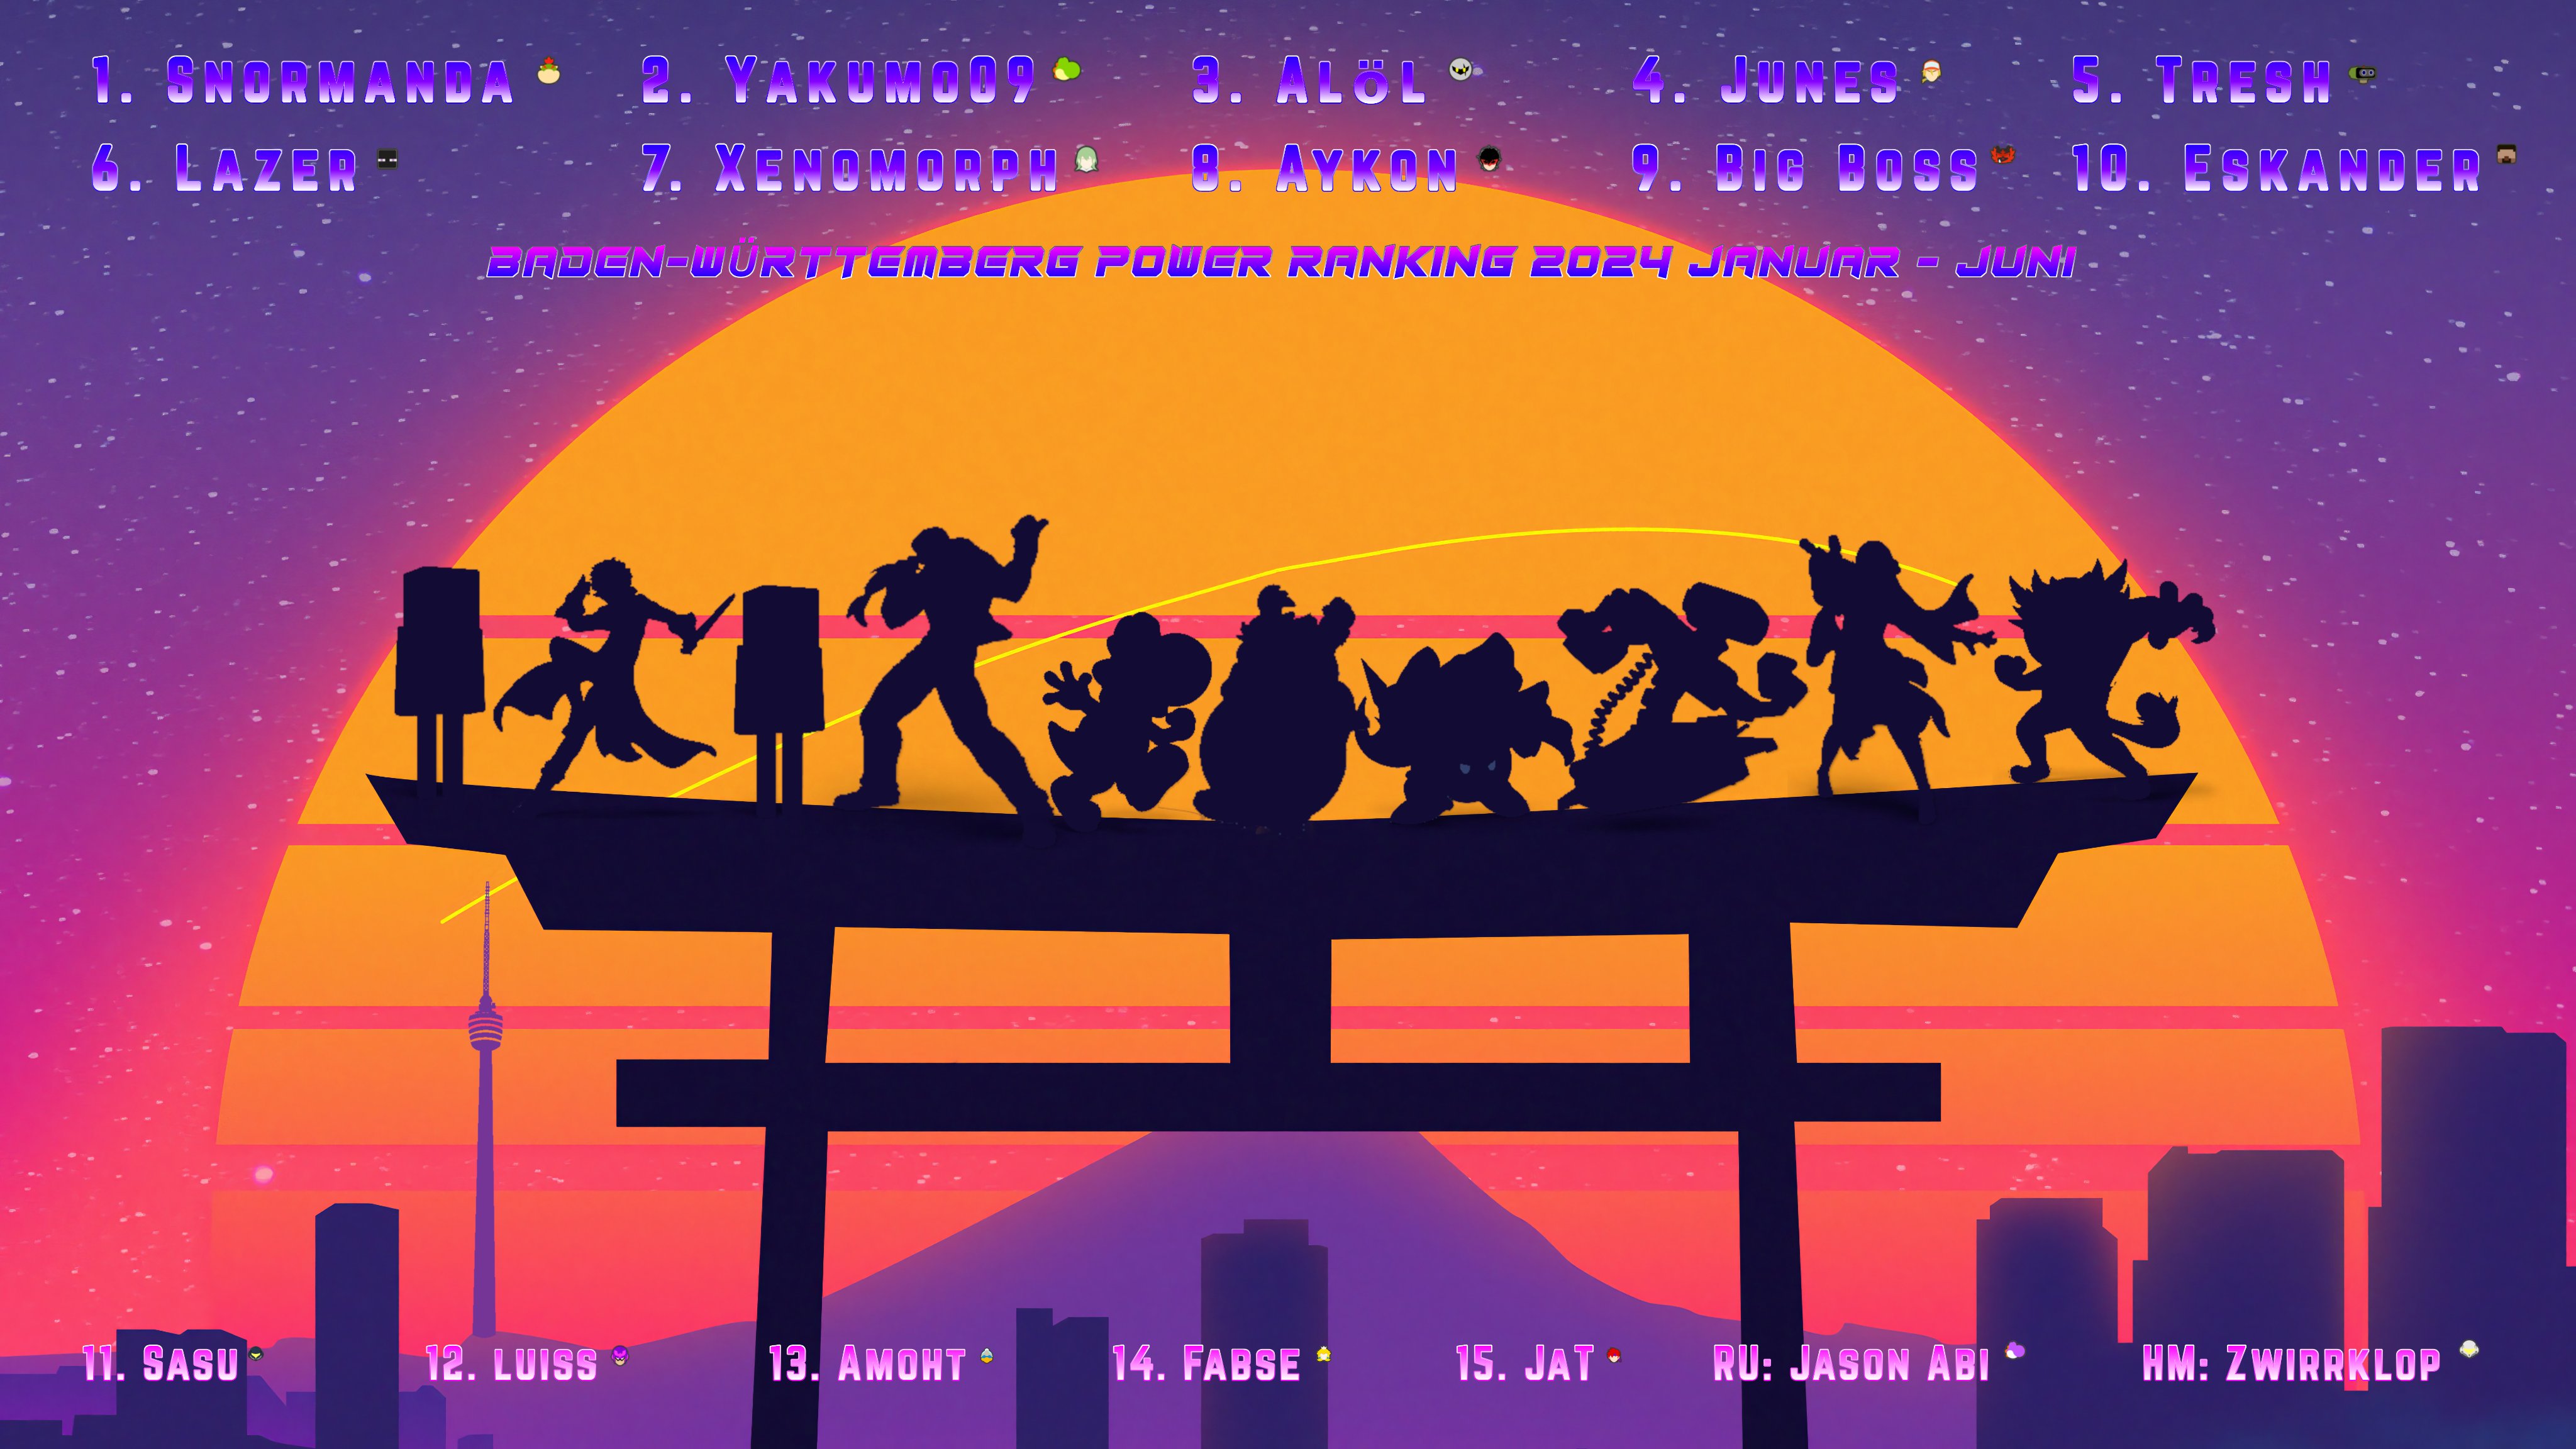 1. Snormanda 2. Yakumo09 3. Alöl 4. Junes 5. Tresh
6. Lazer 7. Xenomorph 8. Aykon 9. Big Boss 10. Eskander
BADEN-WÜRTTEMBERG POWER RANKING 2024 JANUAR - JUNI
11. Sasu 12. luiss 13. Amoht 14. Fabse 15. JaT RU: Jason Abi HM: Zwirrklop